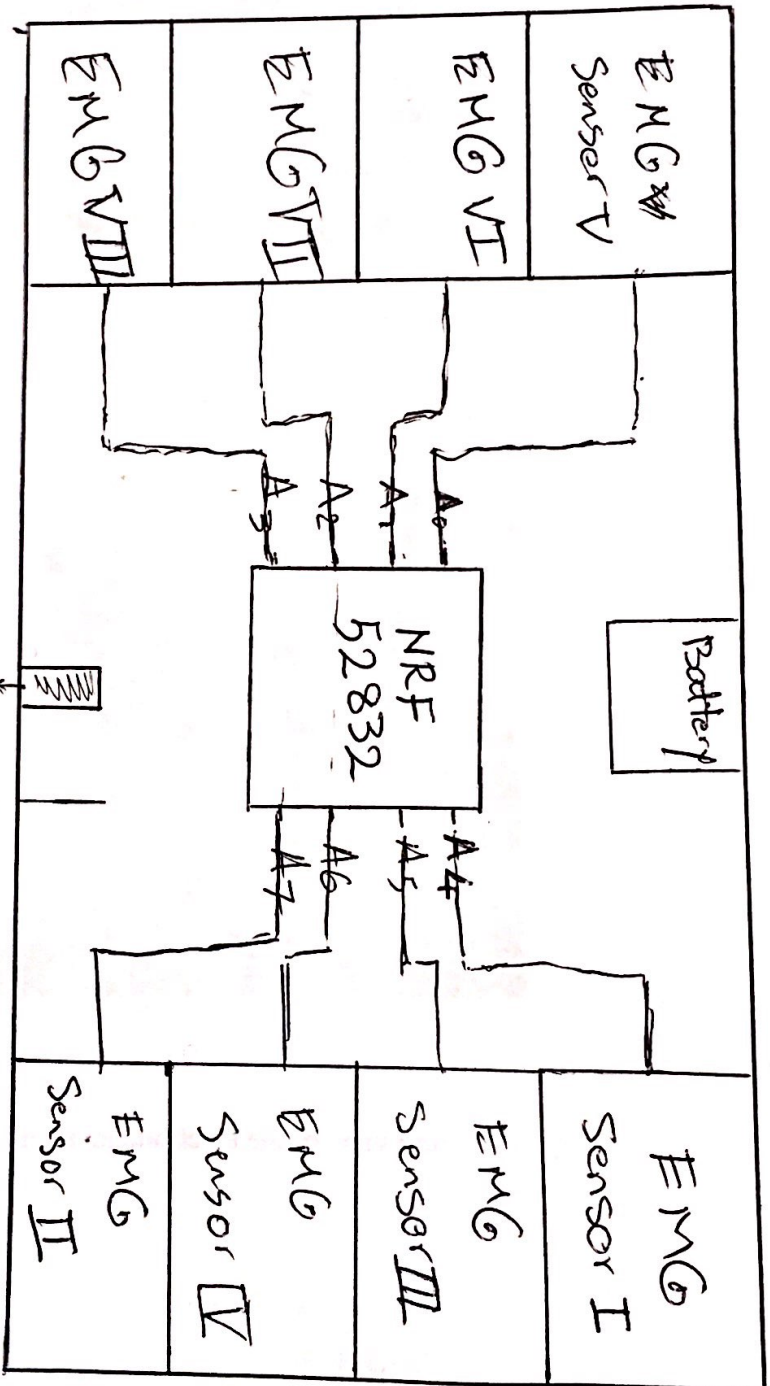 EMG
Senser V
EMG VI
EMG VII
EMG VIII
Battery
A0
A1
A2
A3
NRF
52832
A4
A5
A6
A7
EMG
Sensor I
EMG
Sensor III
EMG
Sensor IV
EMG
Sensor II